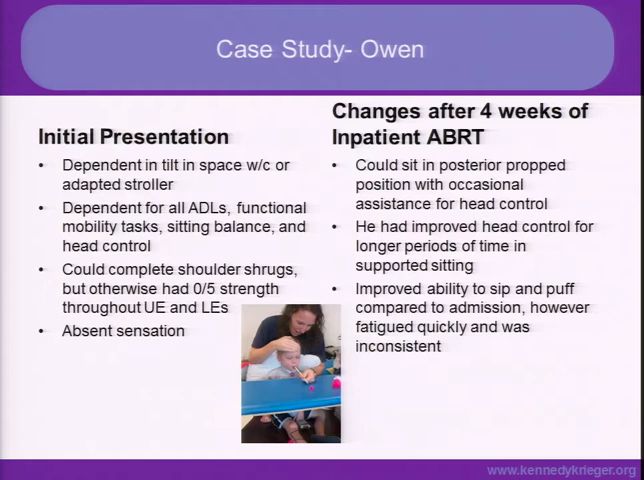 Case Study- Owen
Initial Presentation
• Dependent in tilt in space w/c or
adapted stroller
• Dependent for all ADLs, functional
mobility tasks, sitting balance, and
head control
• Could complete shoulder shrugs,
but otherwise had 0/5 strength
throughout UE and LEs
• Absent sensation
Changes after 4 weeks of
Inpatient ABRT
• Could sit in posterior propped
position with occasional
assistance for head control
• He had improved head control for
longer periods of time in
supported sitting
• Improved ability to sip and puff
compared to admission, however
fatigued quickly and was
inconsistent
www.kennedykrieger.org